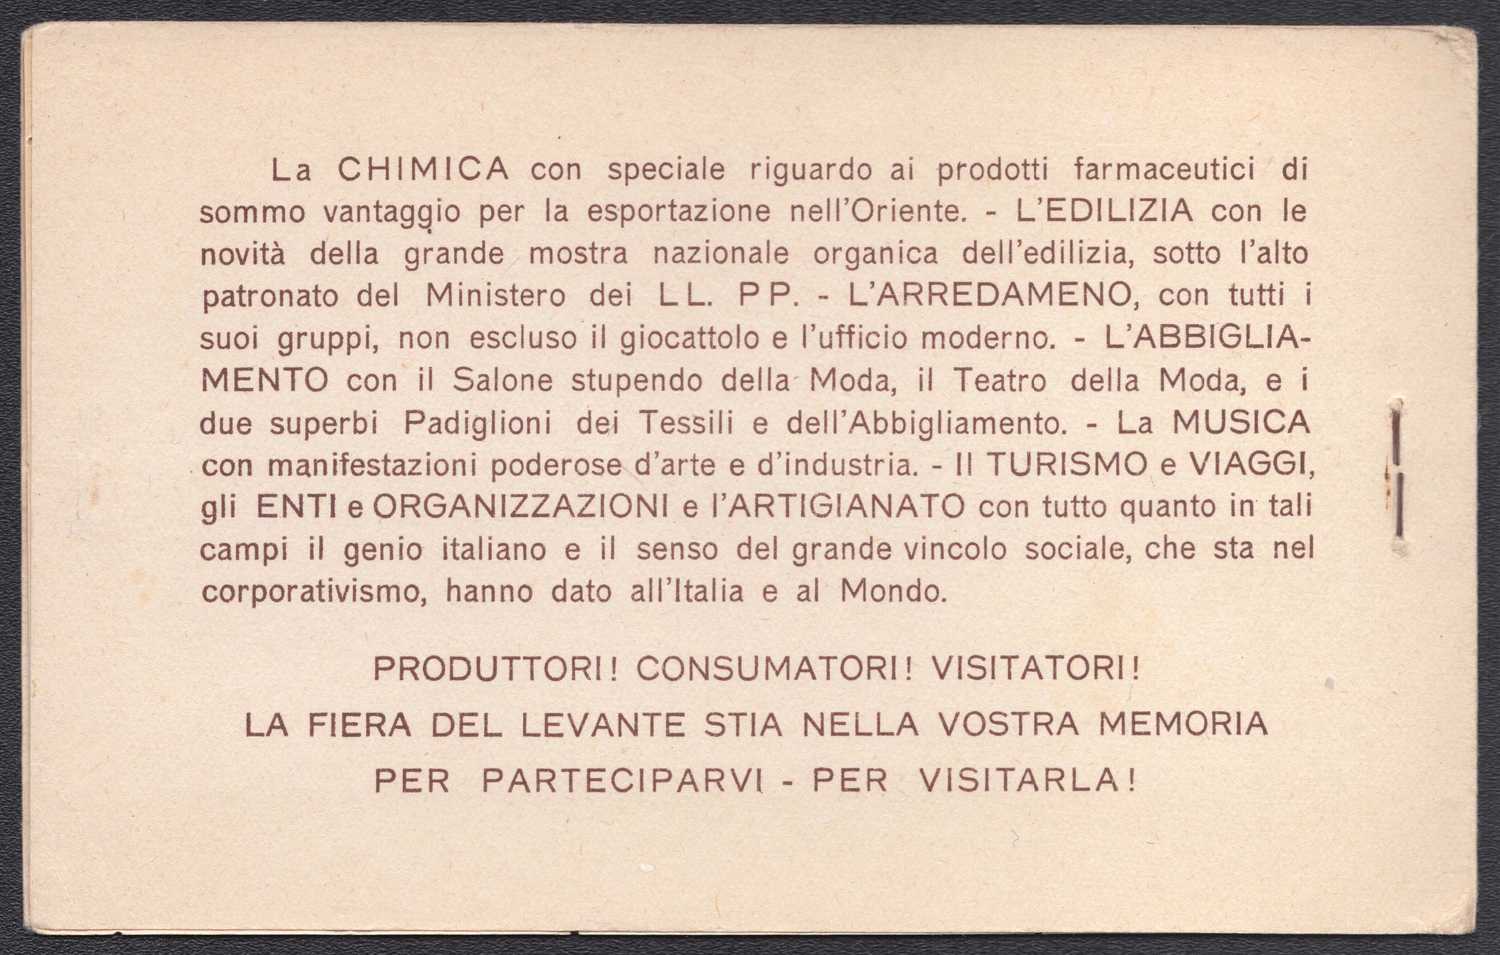 La CHIMICA con speciale riguardo ai prodotti farmaceutici di
sommo vantaggio per la esportazione nell'Oriente. - L'EDILIZIA con le
novità della grande mostra nazionale organica dell'edilizia, sotto l'alto
patronato del Ministero dei LL. PP. - L'ARREDAMENO, con tutti i
suoi gruppi, non escluso il giocattolo e l'ufficio moderno. - L'ABBIGLIA-
MENTO con il Salone stupendo della Moda, il Teatro della Moda, e i
due superbi Padiglioni dei Tessili e dell'Abbigliamento. - La MUSICA
con manifestazioni poderose d'arte e d'industria. - Il TURISMO e VIAGGI,
gli ENTI e ORGANIZZAZIONI e l'ARTIGIANATO con tutto quanto in tali
campi il genio italiano e il senso del grande vincolo sociale, che sta nel
corporativismo, hanno dato all'Italia e al Mondo.
PRODUTTORI! CONSUMATORI! VISITATORI!
LA FIERA DEL LEVANTE STIA NELLA VOSTRA MEMORIA
PER PARTECIPARVI - PER VISITARLA!